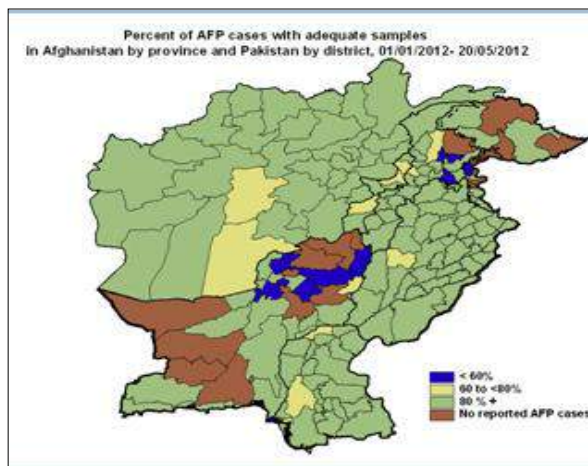 Percent of AFP cases with adequate samples
in Afghanistan by province and Pakistan by district, 01/01/2012- 20/05/2012
< 60%
60 to <80%
80 % +
No reported AFP cases